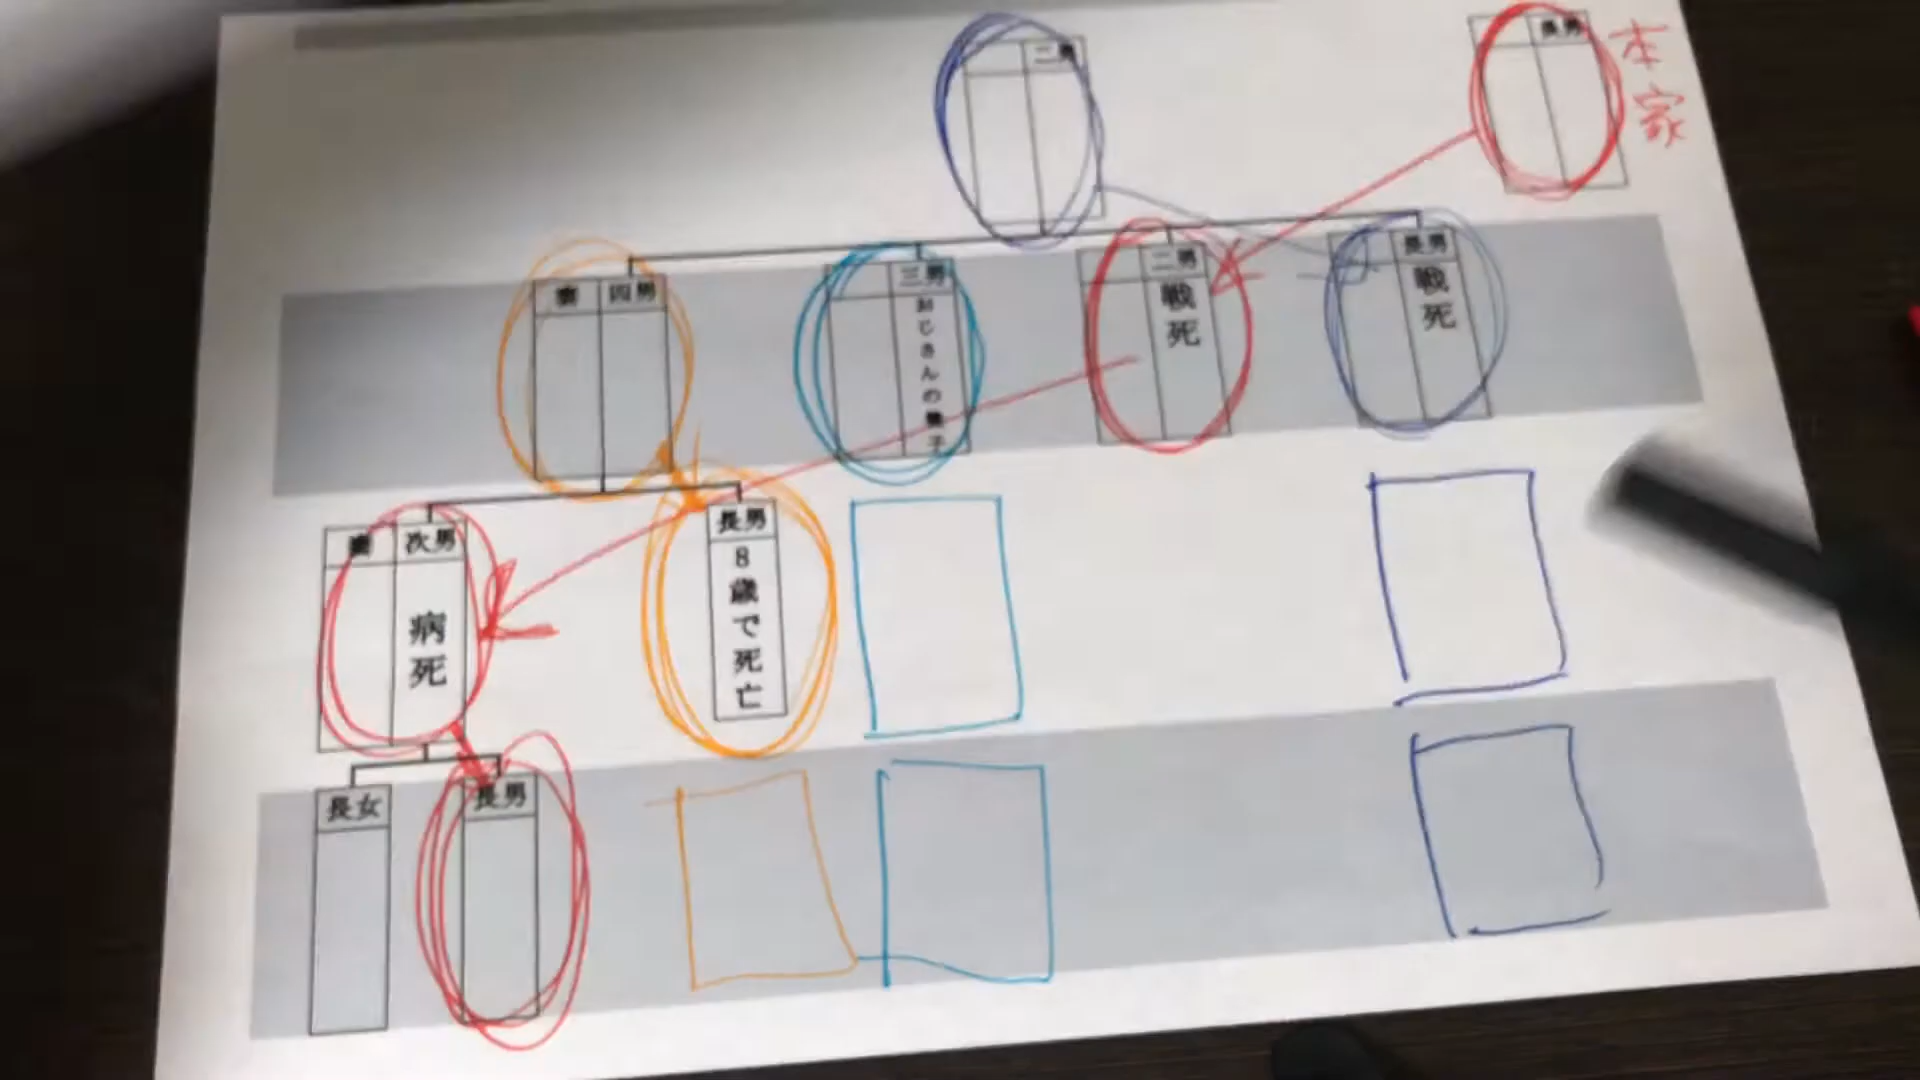 二男
長男
本家
妻 四男
三男
おじさんの養子
二男
戦死
長男
戦死
妻 次男
病死
長男
8歳で死亡
長女
長男